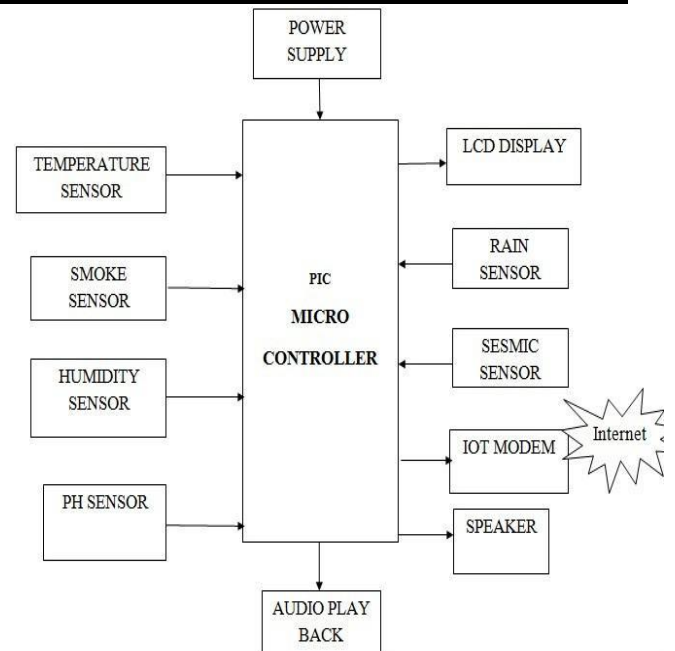 POWER
SUPPLY
TEMPERATURE
SENSOR
LCD DISPLAY
SMOKE
SENSOR
RAIN
SENSOR
PIC
MICRO
CONTROLLER
HUMIDITY
SENSOR
SESMIC
SENSOR
IOT MODEM
Internet
PH SENSOR
SPEAKER
AUDIO PLAY
BACK